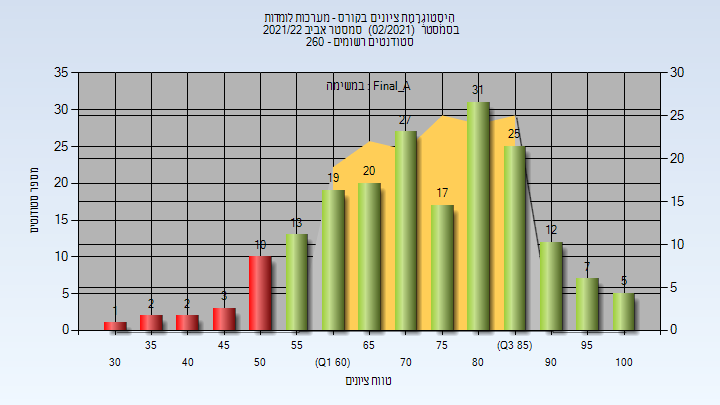 היסטוגרמת ציונים בקורס - מערכות לומדות
בסמסטר (02/2021) סמסטר אביב 2021/22
סטודנטים רשומים - 260
במשימה : Final_A
מספר סטודנטים
35 30 25 20 15 10 5 0
30 25 20 15 10 5 0
1 2 2 3 10 13 19 20 27 17 31 25 12 7 5
35 45 55 65 75 (Q3 85) 95
30 40 50 (Q1 60) 70 80 90 100
טווח ציונים